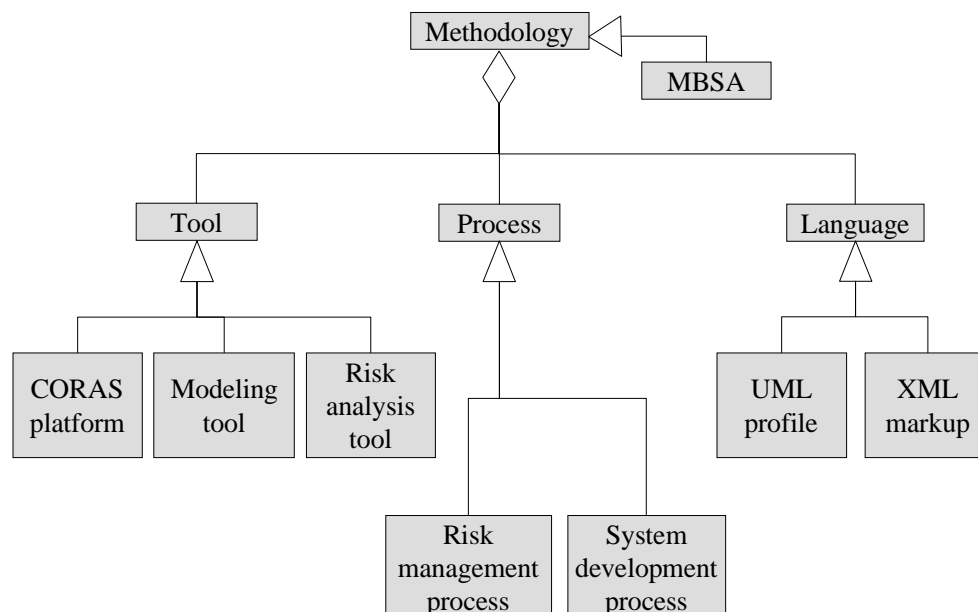 Methodology
MBSA
Tool
Process
Language
CORAS
platform
Modeling
tool
Risk
analysis
tool
UML
profile
XML
markup
Risk
management
process
System
development
process